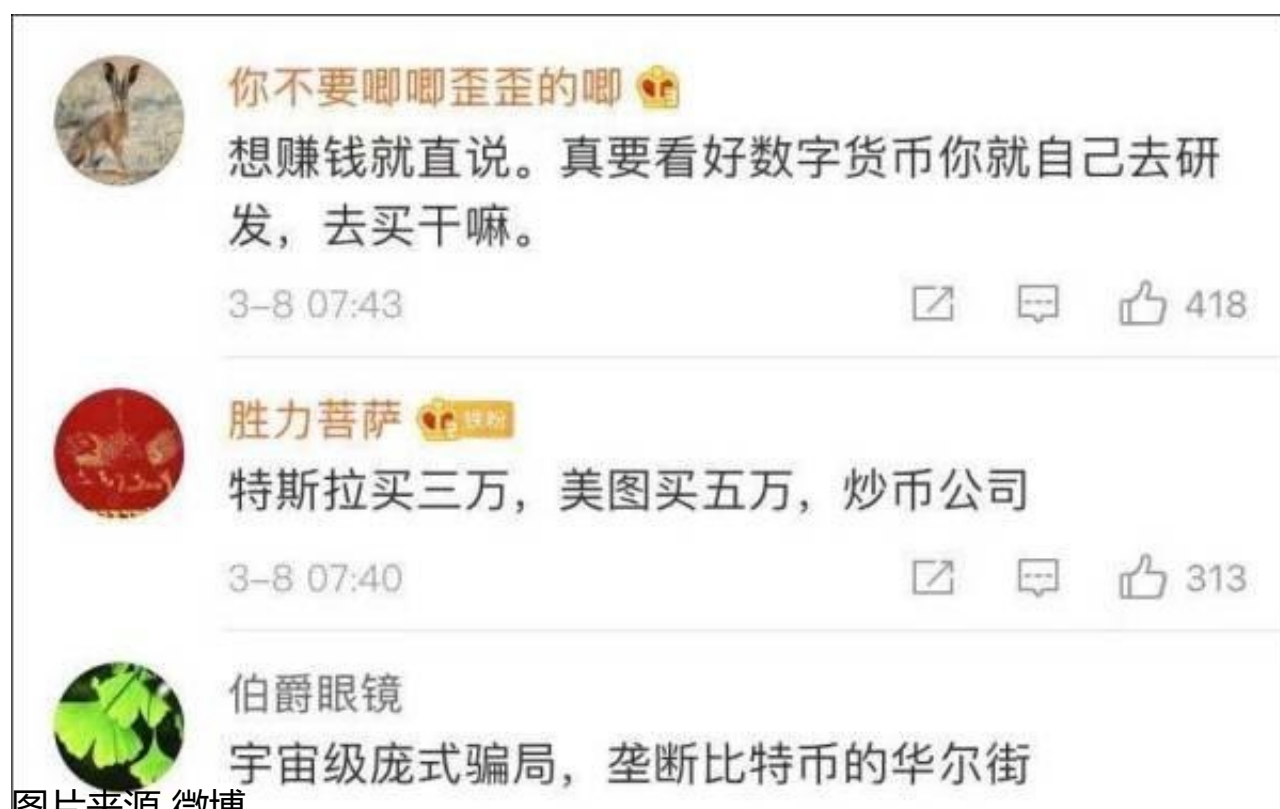 你不要唧唧歪歪的唧
想赚钱就直说。真要看好数字货币你就自己去研
发，去买干嘛。
3-8 07:43
418
胜力菩萨 铁粉
特斯拉买三万，美图买五万，炒币公司
3-8 07:40
313
伯爵眼镜
宇宙级庞式骗局，垄断比特币的华尔街
图片来源 微博